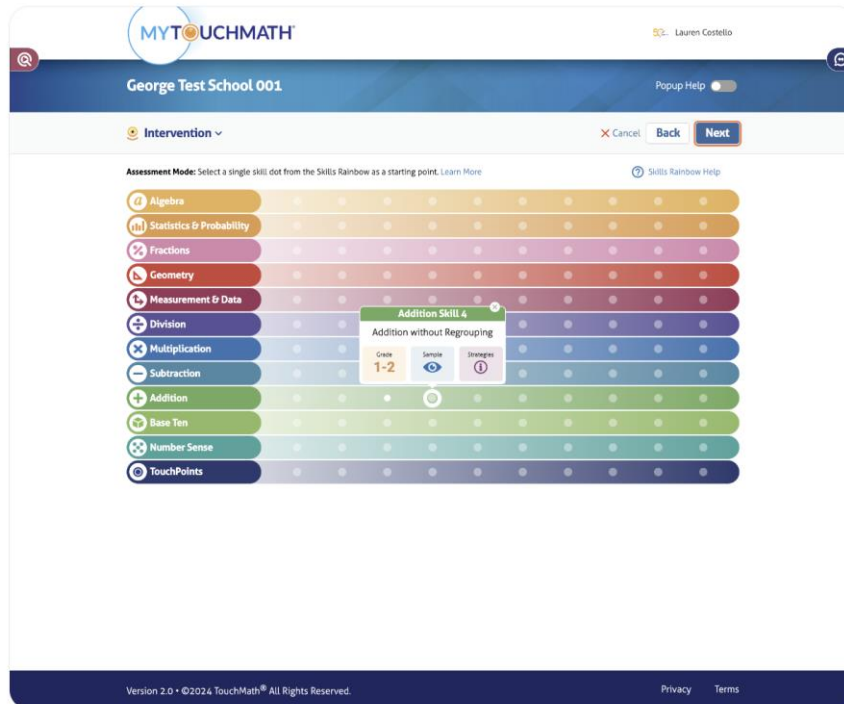 MYTOUCHMATH
Lauren Costello
George Test School 001
Popup Help
Intervention
Cancel
Back
Next
Assessment Mode: Select a single skill dot from the Skills Rainbow as a starting point. Learn More
Skills Rainbow Help
Algebra
Statistics & Probability
Fractions
Geometry
Measurement & Data
Addition Skill 4
Division
Addition without Regrouping
Multiplication
Grade
Sample
Strategies
1-2
Subtraction
Addition
Base Ten
Number Sense
TouchPoints
Version 2.0 • ©2024 TouchMath® All Rights Reserved.
Privacy
Terms